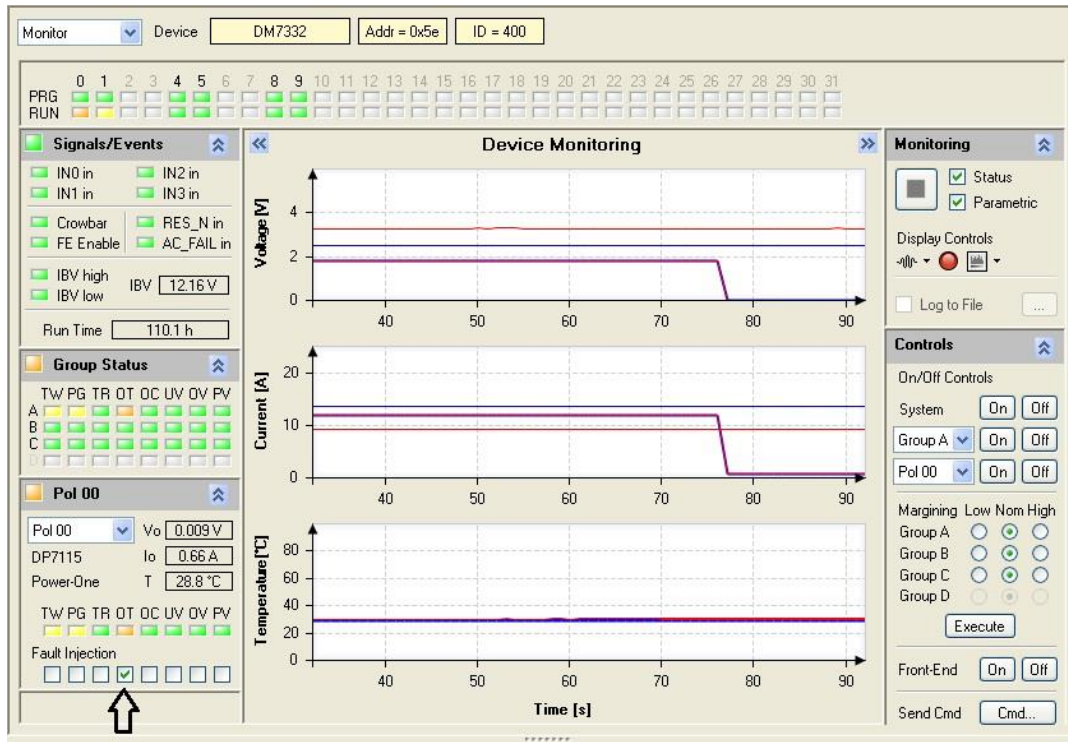 Monitor Device DM7332 Addr = 0x5e ID = 400
0 1 2 3 4 5 6 7 8 9 10 11 12 13 14 15 16 17 18 19 20 21 22 23 24 25 26 27 28 29 30 31
PRG
RUN
Signals/Events
IN0 in IN2 in
IN1 in IN3 in
Crowbar RES_N in
FE Enable AC_FAIL in
IBV high
IBV low
IBV 12.16 V
Run Time 110.1 h
Group Status
TW PG TR OT OC UV OV PV
A
B
C
D
Pol 00
Pol 00 Vo 0.009 V
DP7115 Io 0.66 A
Power-One T 28.8 °C
TW PG TR OT OC UV OV PV
Fault Injection
Device Monitoring
Voltage [V]
4
2
0
40 50 60 70 80 90
Current [A]
20
10
0
40 50 60 70 80 90
Temperature [°C]
80
60
40
20
0
40 50 60 70 80 90
Time [s]
Monitoring
Status
Parametric
Display Controls
Log to File ...
Controls
On/Off Controls
System On Off
Group A On Off
Pol 00 On Off
Margining Low Nom High
Group A
Group B
Group C
Group D
Execute
Front-End On Off
Send Cmd Cmd...